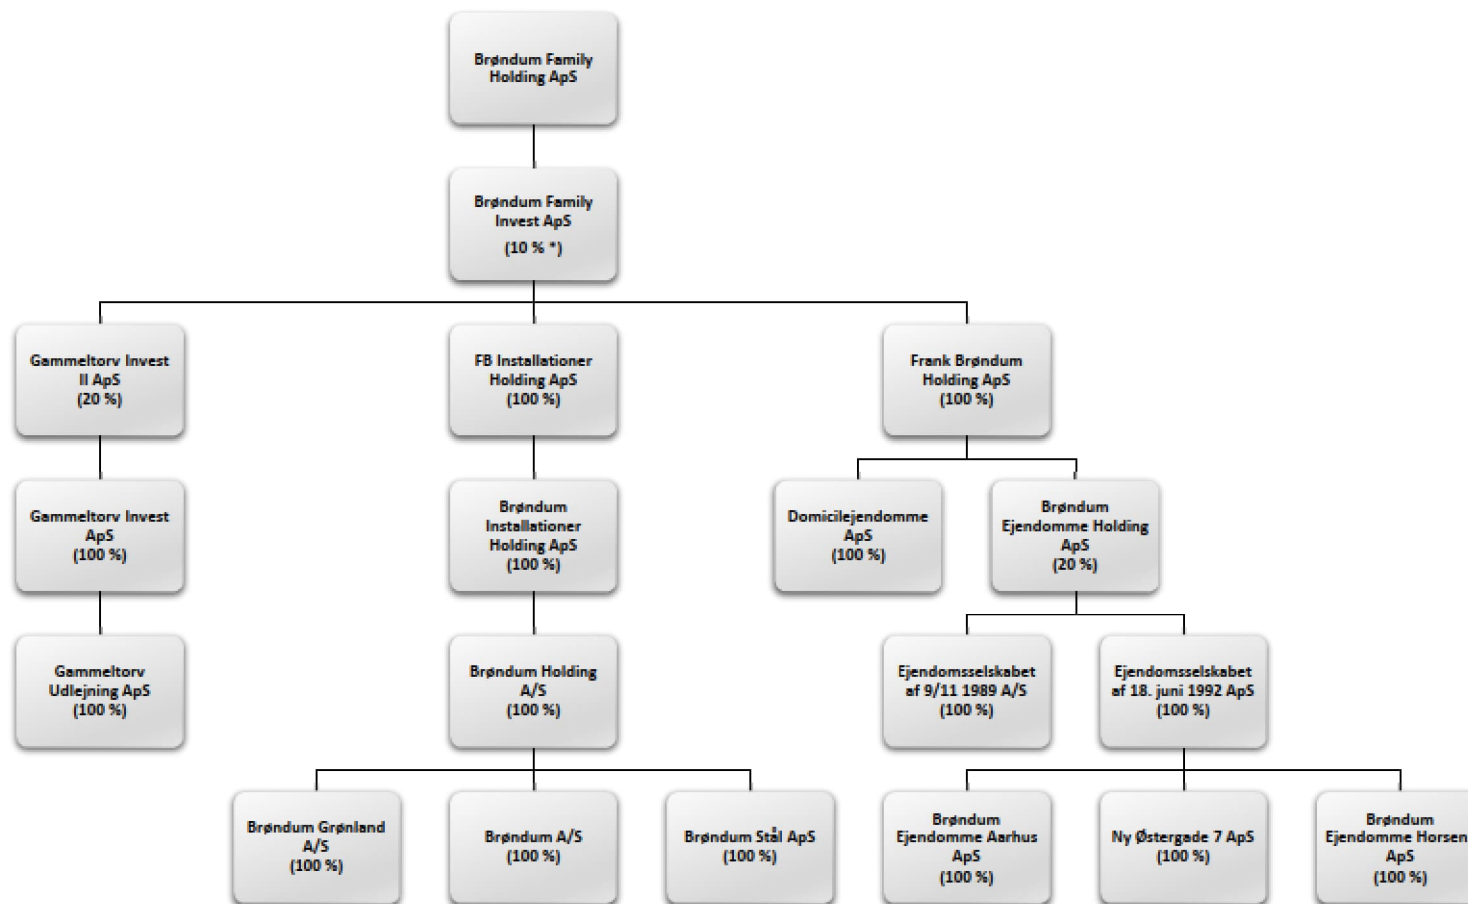 Brøndum Family
Holding ApS
Brøndum Family
Invest ApS
(10 % *)
Gammeltorv Invest
II ApS
(20 %)
FB Installationer
Holding ApS
(100 %)
Frank Brøndum
Holding ApS
(100 %)
Gammeltorv Invest
ApS
(100 %)
Brøndum
Installationer
Holding ApS
(100 %)
Domicilejendomme
ApS
(100 %)
Brøndum
Ejendomme Holding
ApS
(20 %)
Gammeltorv
Udlejning ApS
(100 %)
Brøndum Holding
A/S
(100 %)
Ejendomsselskabet
af 9/11 1989 A/S
(100 %)
Ejendomsselskabet
af 18. juni 1992 ApS
(100 %)
Brøndum Grønland
A/S
(100 %)
Brøndum A/S
(100 %)
Brøndum Stål ApS
(100 %)
Brøndum
Ejendomme Aarhus
ApS
(100 %)
Ny Østergade 7 ApS
(100 %)
Brøndum
Ejendomme Horsen
ApS
(100 %)